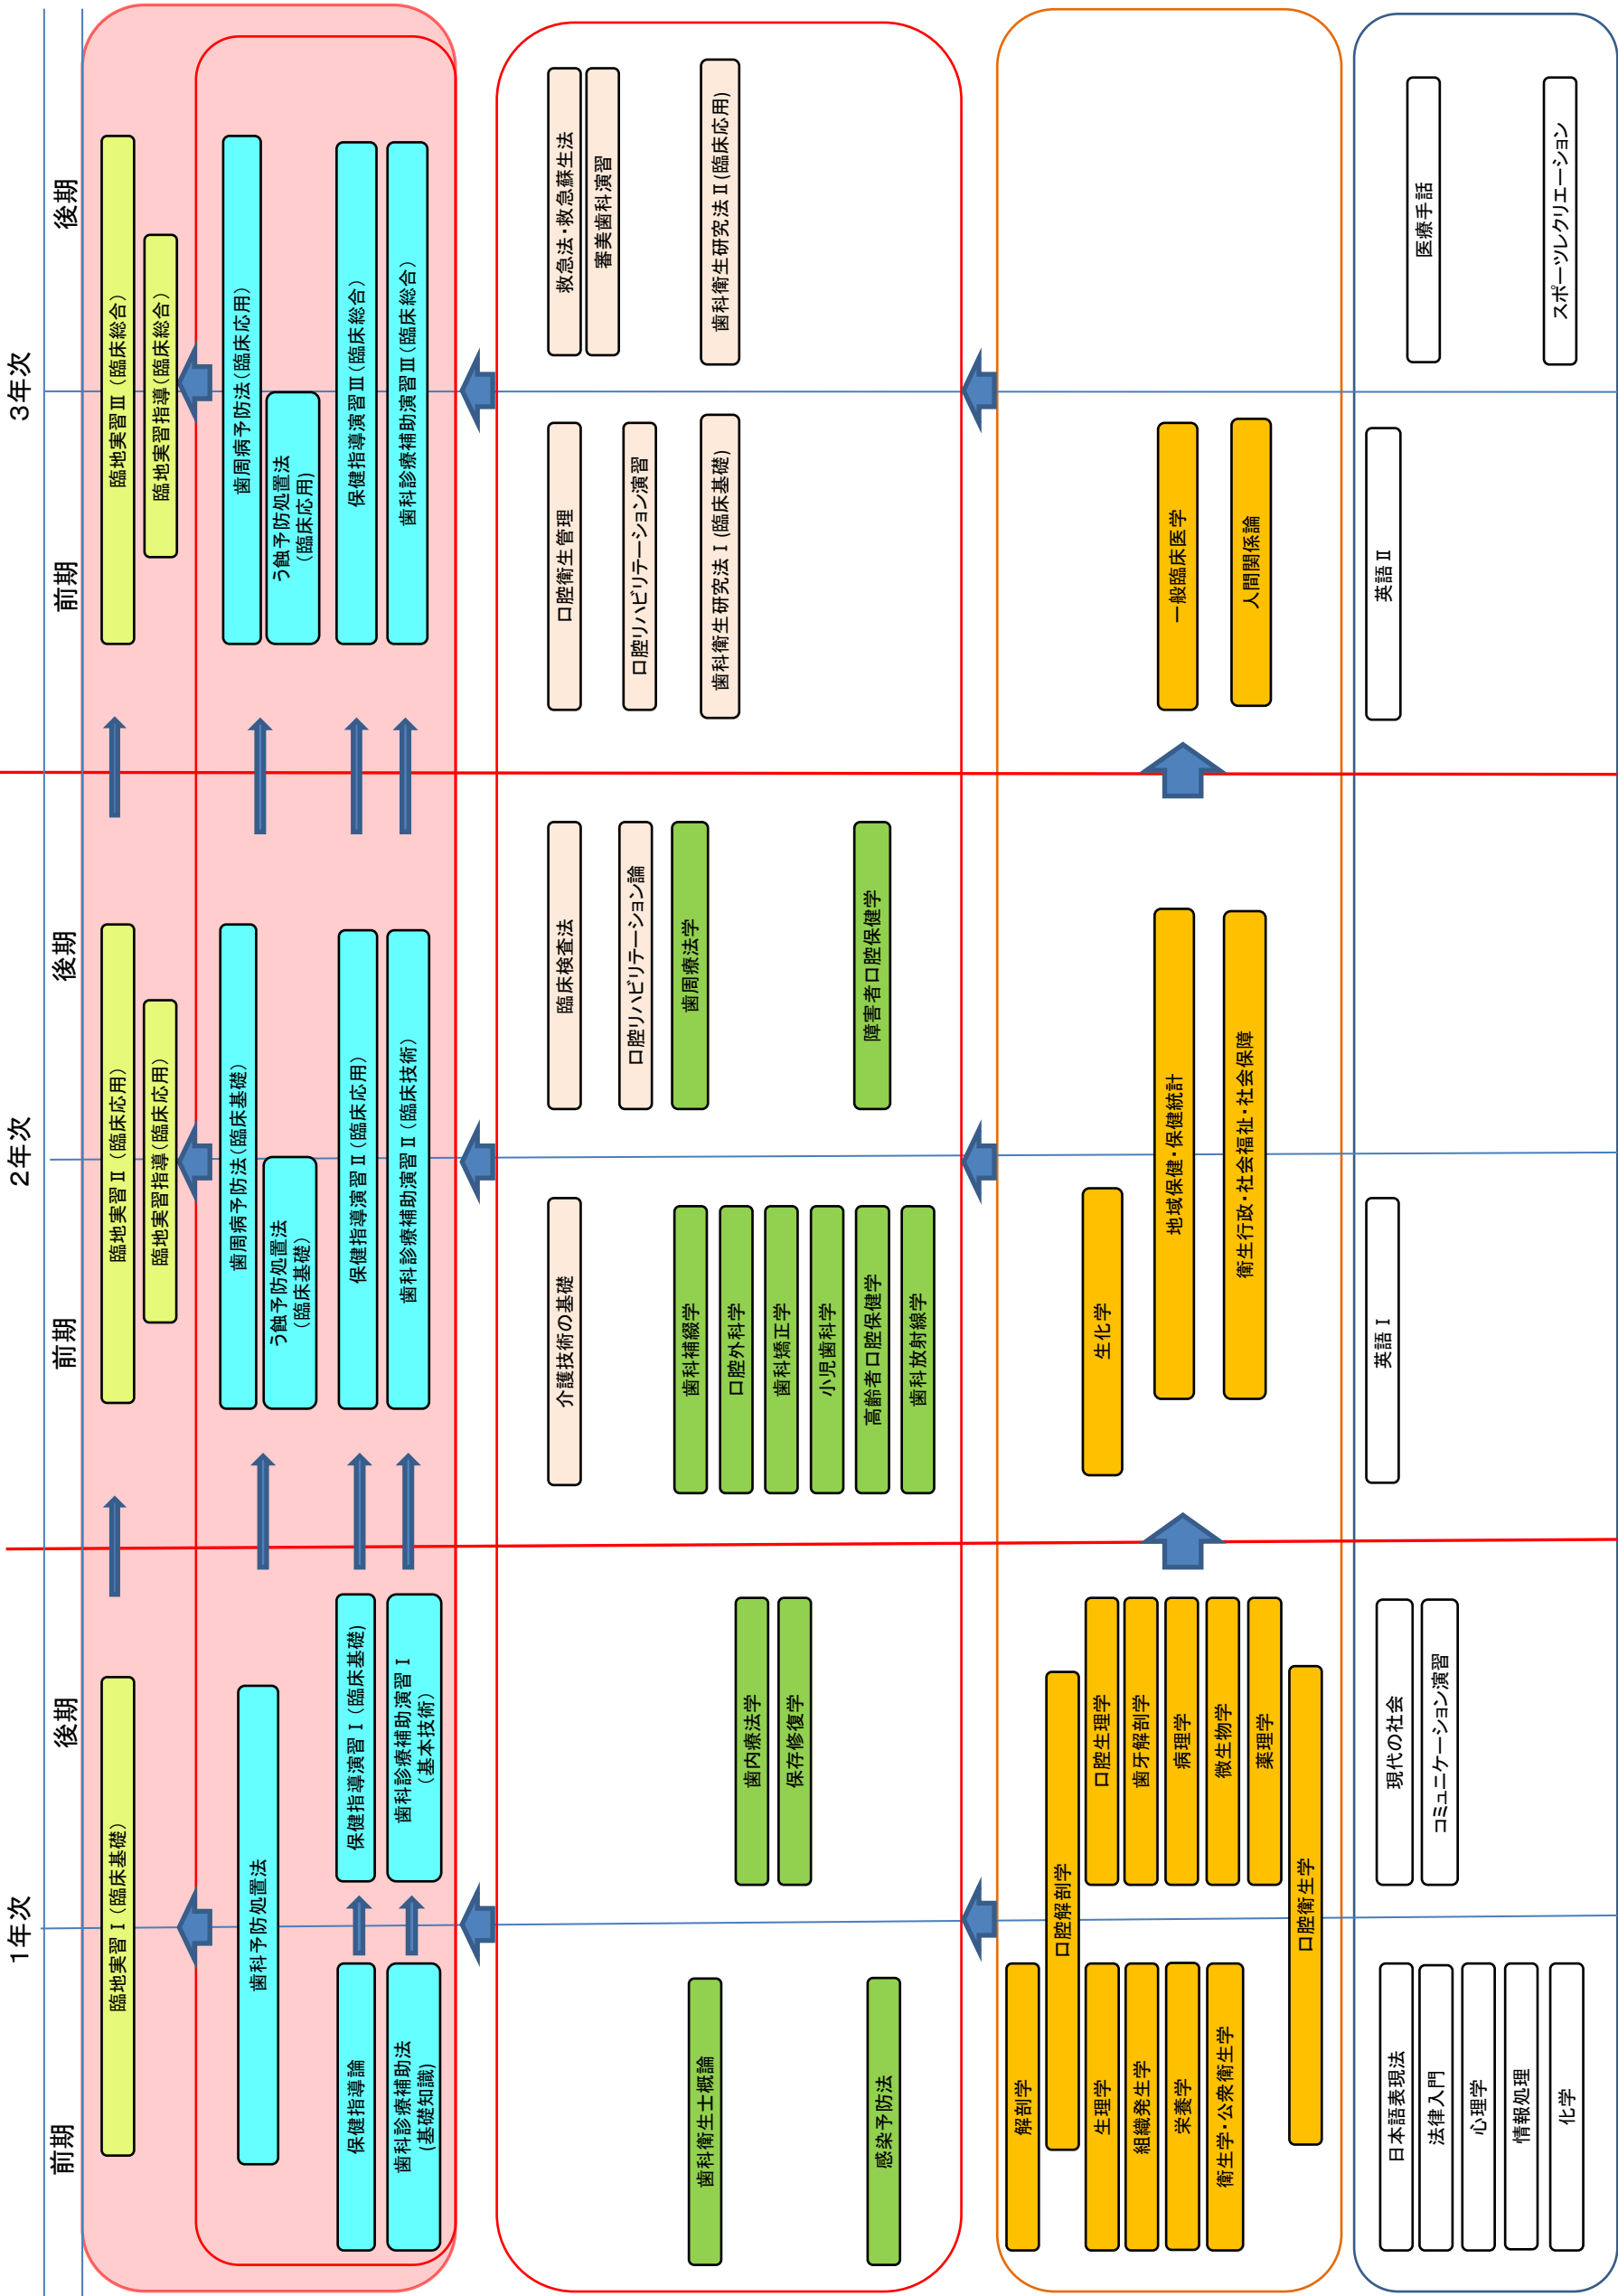 1年次
2年次
3年次
前期
後期
前期
後期
前期
後期
臨地実習Ⅰ（臨床基礎）
臨地実習Ⅱ（臨床応用）
臨地実習Ⅲ（臨床総合）
臨地実習指導（臨床応用）
臨地実習指導（臨床総合）
歯科予防処置法
歯周病予防法（臨床基礎）
歯周病予防法（臨床応用）
う蝕予防処置法
（臨床基礎）
う蝕予防処置法
（臨床応用）
保健指導論
保健指導演習Ⅰ（臨床基礎）
保健指導演習Ⅱ（臨床応用）
保健指導演習Ⅲ（臨床総合）
歯科診療補助法
（基礎知識）
歯科診療補助演習Ⅰ
（基本技術）
歯科診療補助演習Ⅱ（臨床技術）
歯科診療補助演習Ⅲ（臨床総合）
介護技術の基礎
臨床検査法
口腔衛生管理
救急法・救急蘇生法
審美歯科演習
口腔リハビリテーション論
口腔リハビリテーション演習
歯科衛生士概論
歯科補綴学
歯周療法学
歯科衛生研究法Ⅰ（臨床基礎）
歯科衛生研究法Ⅱ（臨床応用）
歯内療法学
口腔外科学
保存修復学
歯科矯正学
小児歯科学
感染予防法
高齢者口腔保健学
障害者口腔保健学
歯科放射線学
解剖学
口腔解剖学
生理学
口腔生理学
生化学
組織発生学
歯牙解剖学
栄養学
病理学
地域保健・保健統計
一般臨床医学
衛生学・公衆衛生学
微生物学
衛生行政・社会福祉・社会保障
人間関係論
薬理学
口腔衛生学
日本語表現法
現代の社会
英語Ⅰ
英語Ⅱ
医療手話
法律入門
コミュニケーション演習
心理学
情報処理
化学
スポーツレクリエーション